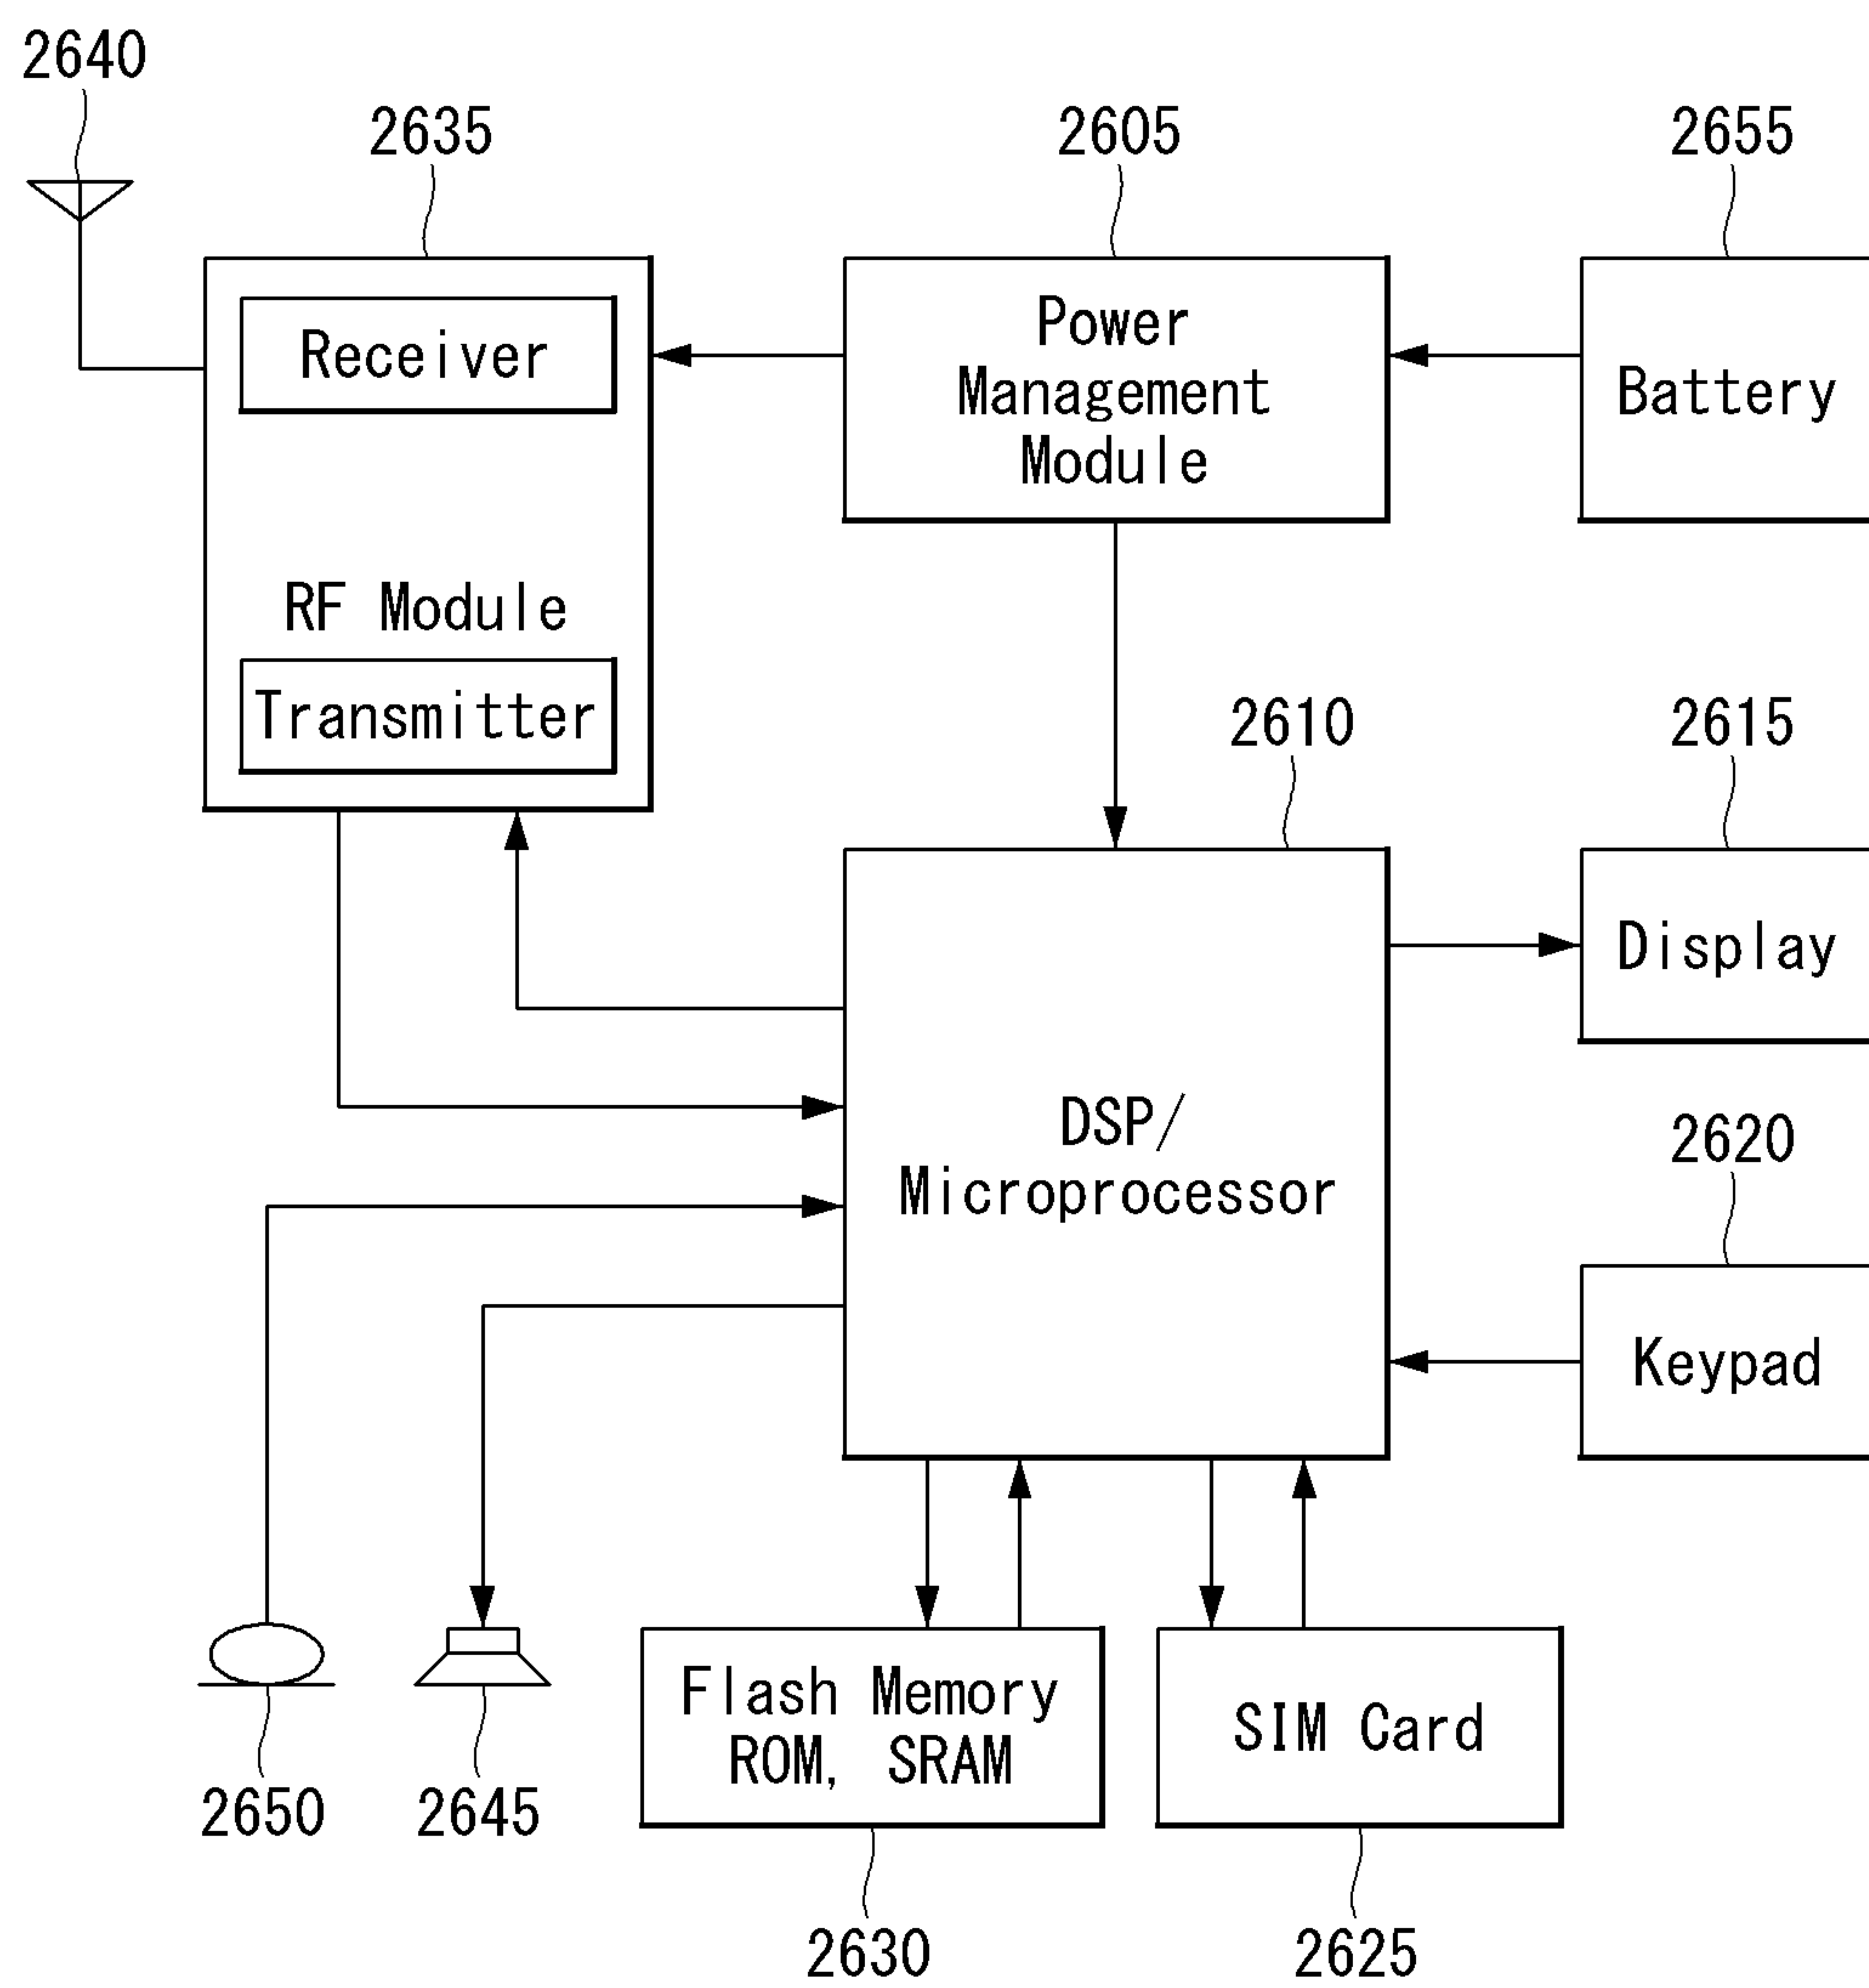 2640
2635
2605
2655
Receiver
RF Module
Transmitter
Power
Management
Module
Battery
2610
2615
DSP/
Microprocessor
Display
2620
Keypad
Flash Memory
ROM, SRAM
SIM Card
2650
2645
2630
2625